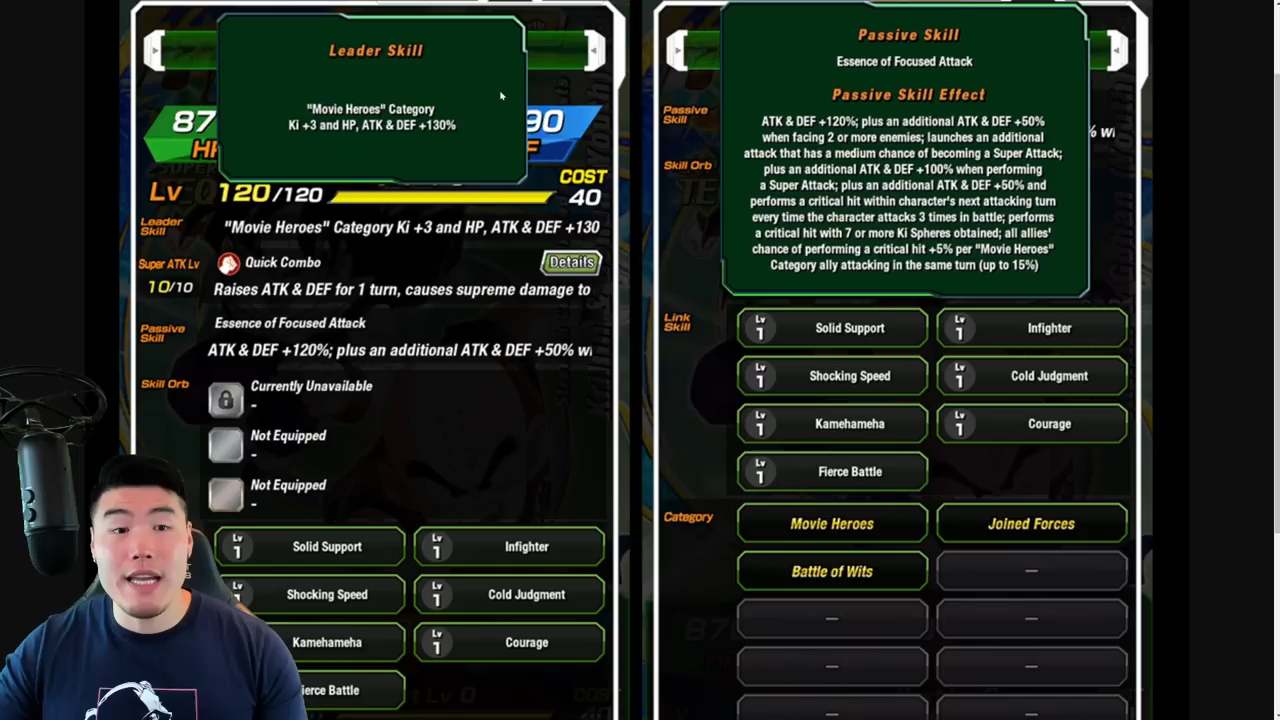 Leader Skill
"Movie Heroes" Category
Ki +3 and HP, ATK & DEF +130%
87
90
Lv 120/120
COST
40
Leader Skill
"Movie Heroes" Category Ki +3 and HP, ATK & DEF +130
Super ATK Lv
10/10
Quick Combo
Details
Raises ATK & DEF for 1 turn, causes supreme damage to
Passive Skill
Essence of Focused Attack
ATK & DEF +120%; plus an additional ATK & DEF +50% wi
Skill Orb
Currently Unavailable
-
Not Equipped
-
Not Equipped
-
Lv 1
Solid Support
Lv 1
Infighter
Shocking Speed
Lv 1
Cold Judgment
Kamehameha
Lv 1
Courage
ierce Battle
Passive Skill
Essence of Focused Attack
Passive Skill Effect
ATK & DEF +120%; plus an additional ATK & DEF +50%
when facing 2 or more enemies; launches an additional
attack that has a medium chance of becoming a Super Attack;
plus an additional ATK & DEF +100% when performing
a Super Attack; plus an additional ATK & DEF +50% and
performs a critical hit within character's next attacking turn
every time the character attacks 3 times in battle; performs
a critical hit with 7 or more Ki Spheres obtained; all allies'
chance of performing a critical hit +5% per "Movie Heroes"
Category ally attacking in the same turn (up to 15%)
Passive Skill
% wi
Skill Orb
Link Skill
Lv 1
Solid Support
Lv 1
Infighter
Lv 1
Shocking Speed
Lv 1
Cold Judgment
Lv 1
Kamehameha
Lv 1
Courage
Lv 1
Fierce Battle
Category
Movie Heroes
Joined Forces
Battle of Wits